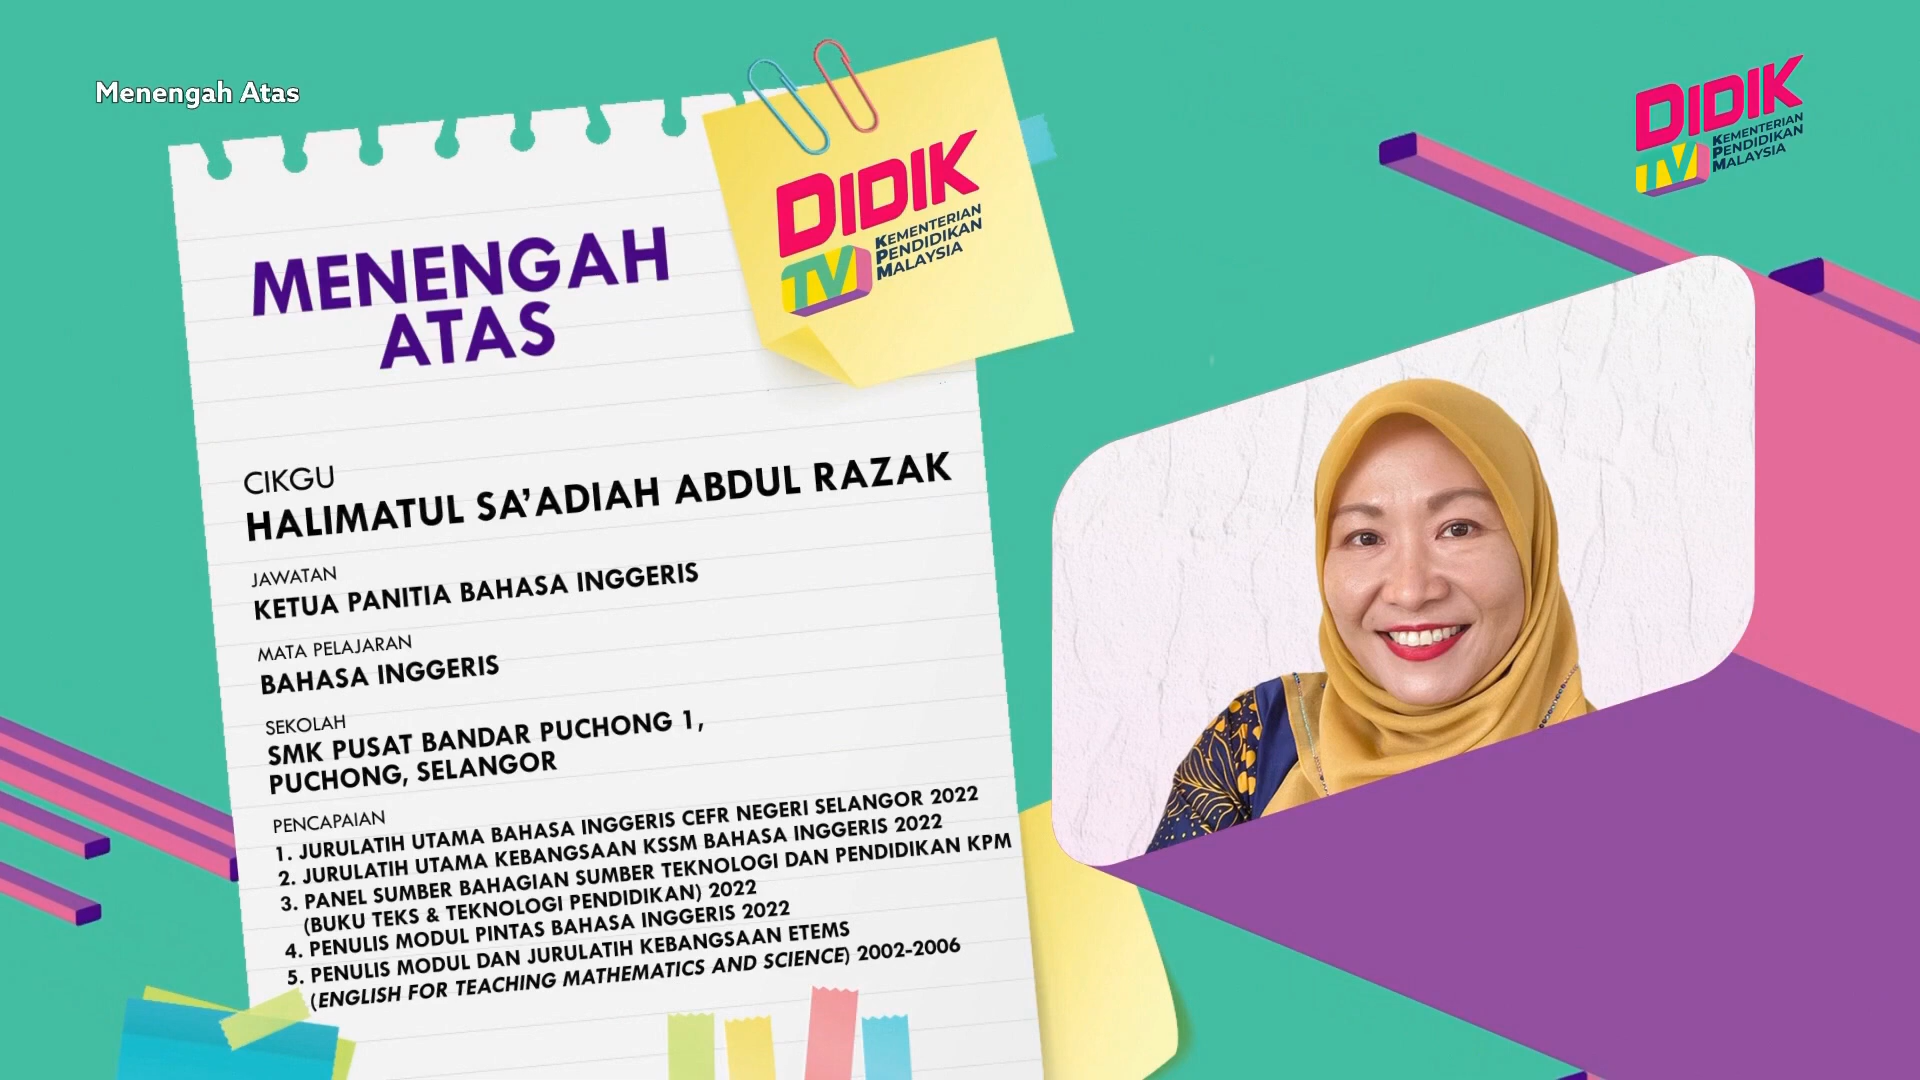 Menengah Atas
DIDIK
TV
KEMENTERIAN
PENDIDIKAN
MALAYSIA
MENENGAH
ATAS
DIDIK
TV
KEMENTERIAN
PENDIDIKAN
MALAYSIA
CIKGU
HALIMATUL SA'ADIAH ABDUL RAZAK
JAWATAN
KETUA PANITIA BAHASA INGGERIS
MATA PELAJARAN
BAHASA INGGERIS
SEKOLAH
SMK PUSAT BANDAR PUCHONG 1,
PUCHONG, SELANGOR
PENCAPAIAN
1. JURULATIH UTAMA BAHASA INGGERIS CEFR NEGERI SELANGOR 2022
2. JURULATIH UTAMA KEBANGSAAN KSSM BAHASA INGGERIS 2022
3. PANEL SUMBER BAHAGIAN SUMBER TEKNOLOGI DAN PENDIDIKAN KPM
(BUKU TEKS & TEKNOLOGI PENDIDIKAN) 2022
4. PENULIS MODUL PINTAS BAHASA INGGERIS 2022
5. PENULIS MODUL DAN JURULATIH KEBANGSAAN ETEMS
(ENGLISH FOR TEACHING MATHEMATICS AND SCIENCE) 2002-2006